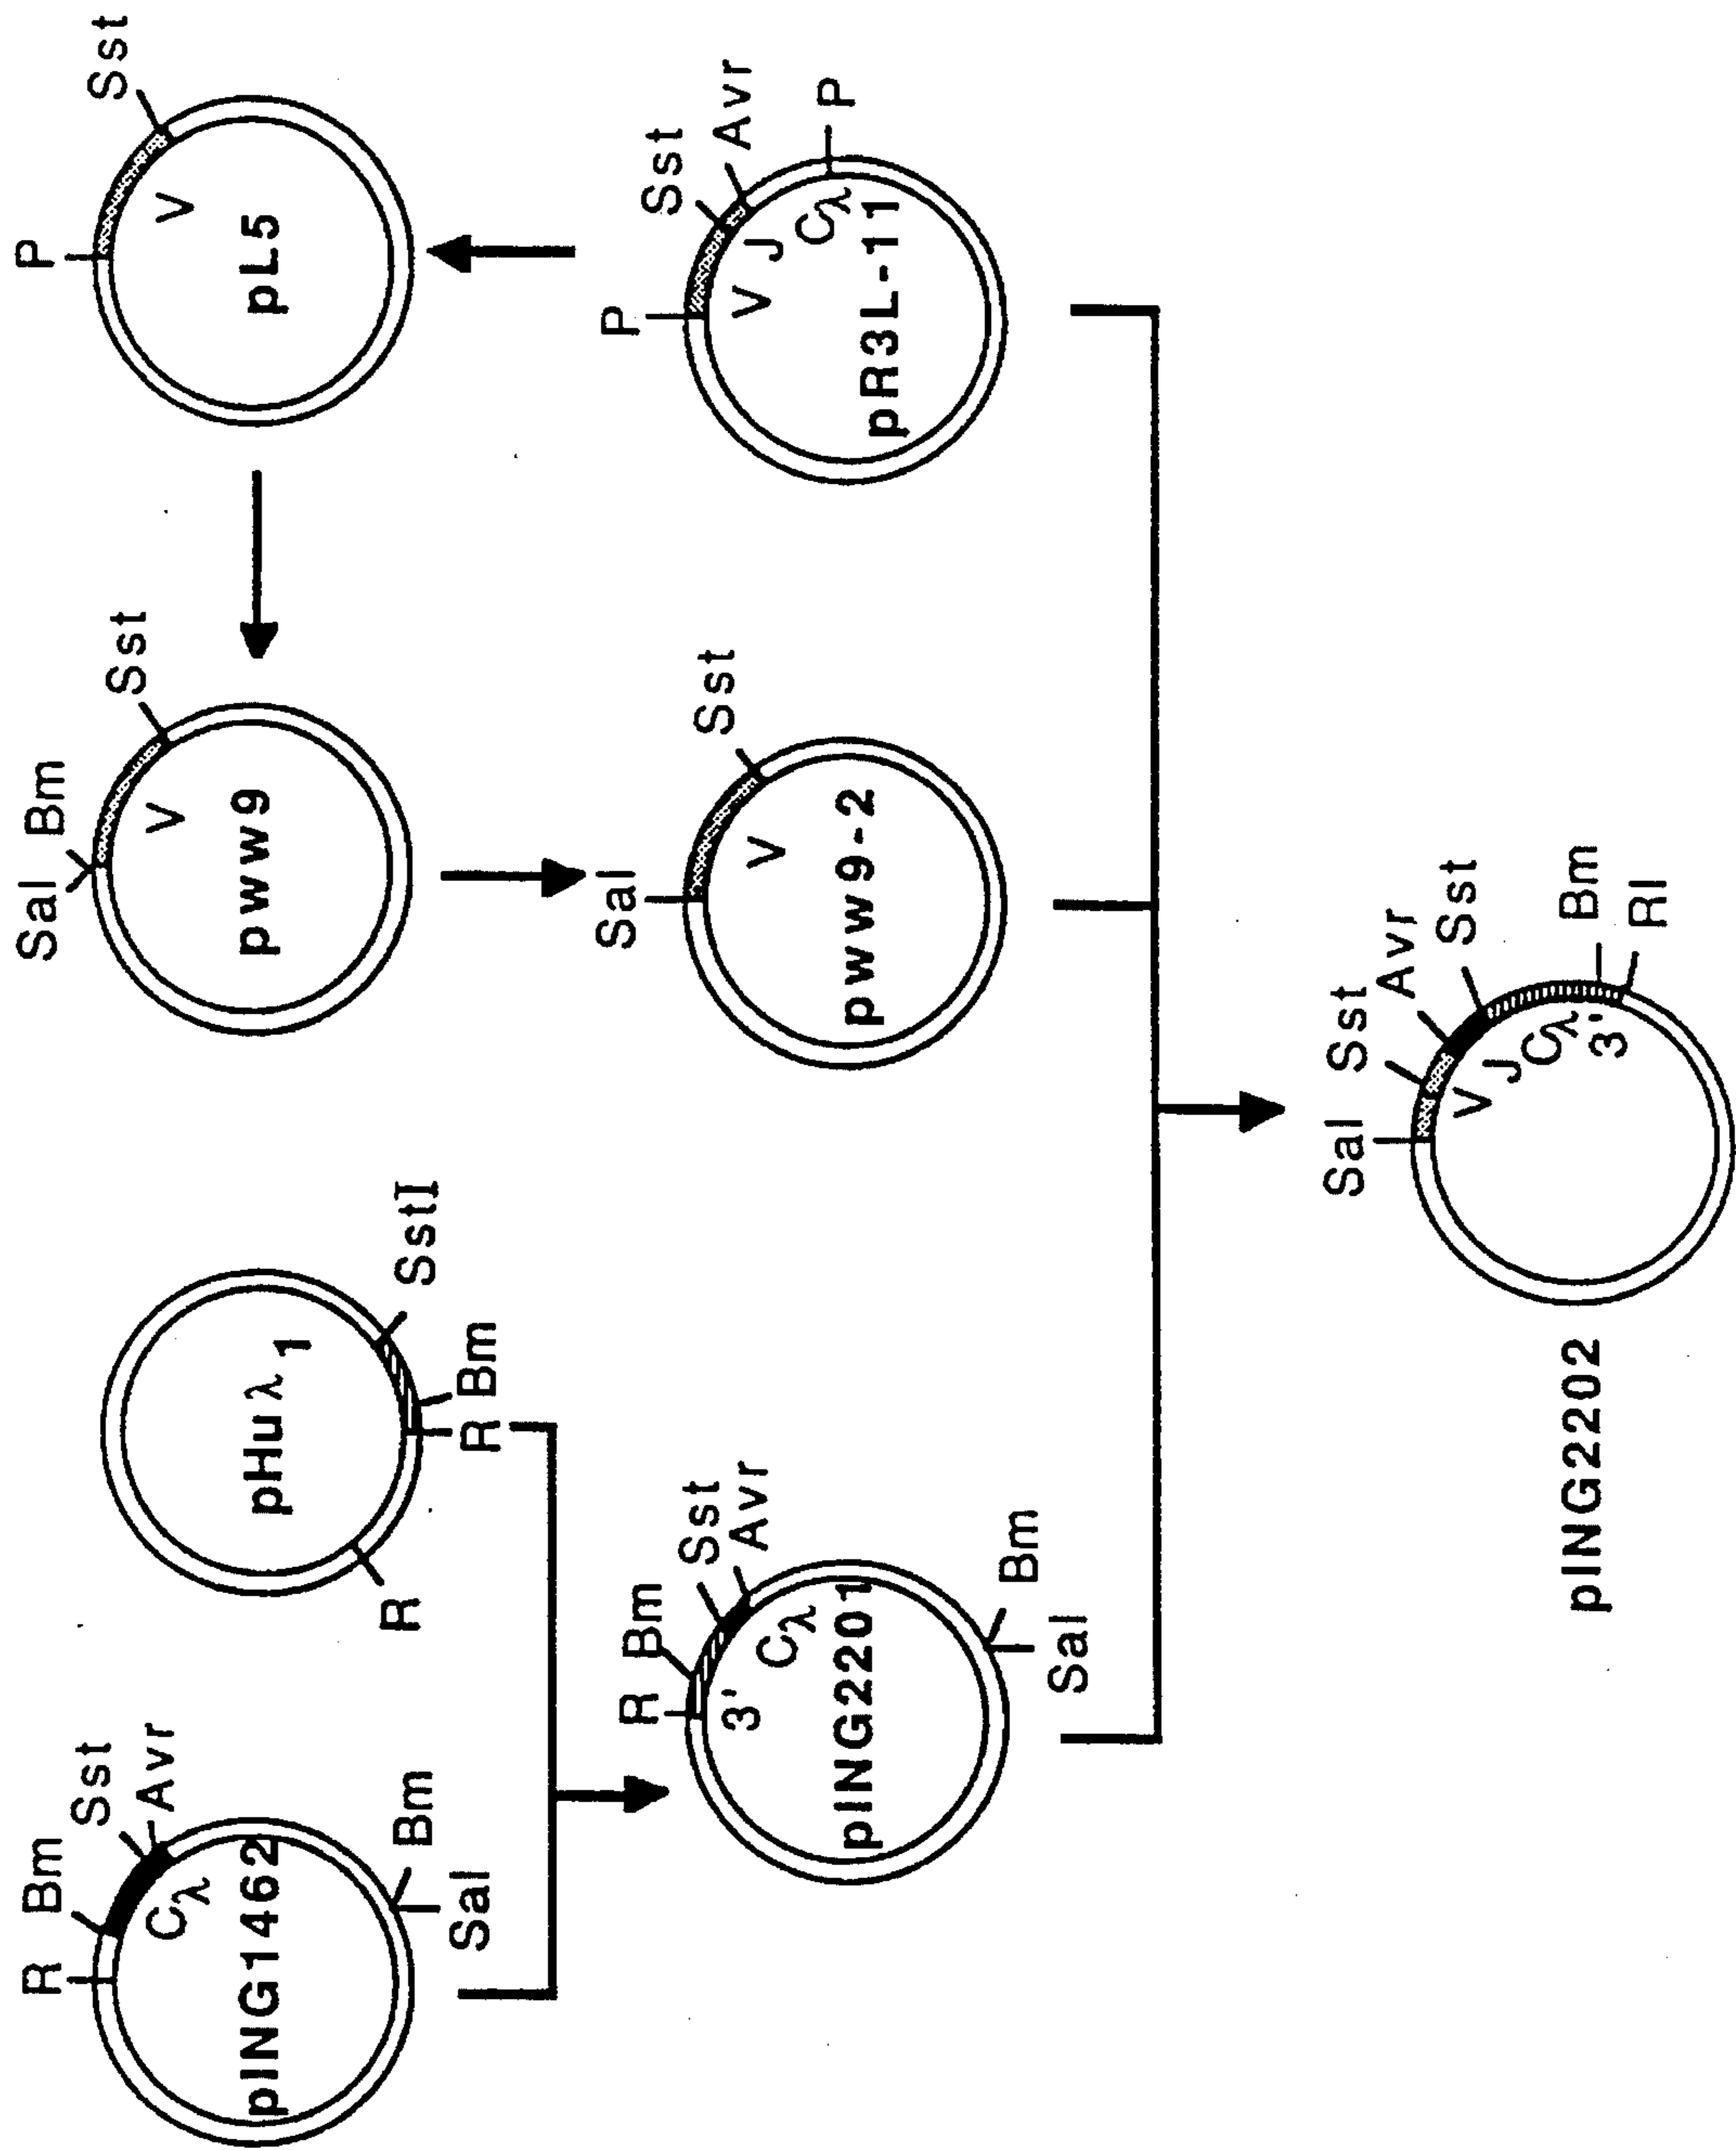 R Bm Sst Avr
Cλ
pING1462
Bm
Sal
pHuλ1
SstI
Bm
R
R
Sal Bm Sst
V
pWW9
P Sst
V
pL5
R Bm Sst Avr
3' Cλ
pING2201
Bm
Sal
Sal Sst
V
pWW9-2
P Sst Avr
P
V J Cλ
pR3L-11
Sal Sst Avr Sst
V J Cλ 3'
Bm
RI
pING2202